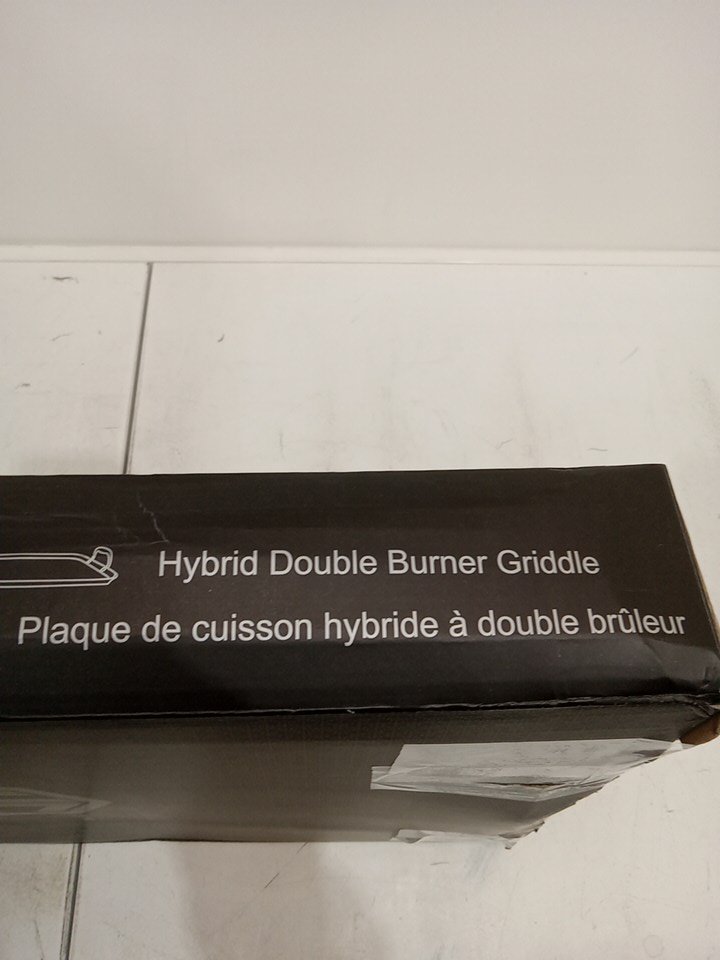 Hybrid Double Burner Griddle
Plaque de cuisson hybride à double brûleur